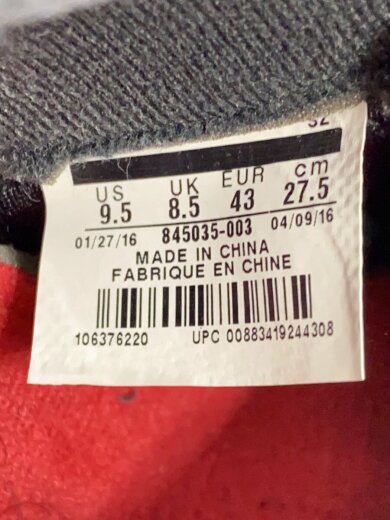 US UK EUR cm
9.5 8.5 43 27.5
01/27/16 845035-003 04/09/16
MADE IN CHINA
FABRIQUE EN CHINE
106376220 UPC 00883419244308